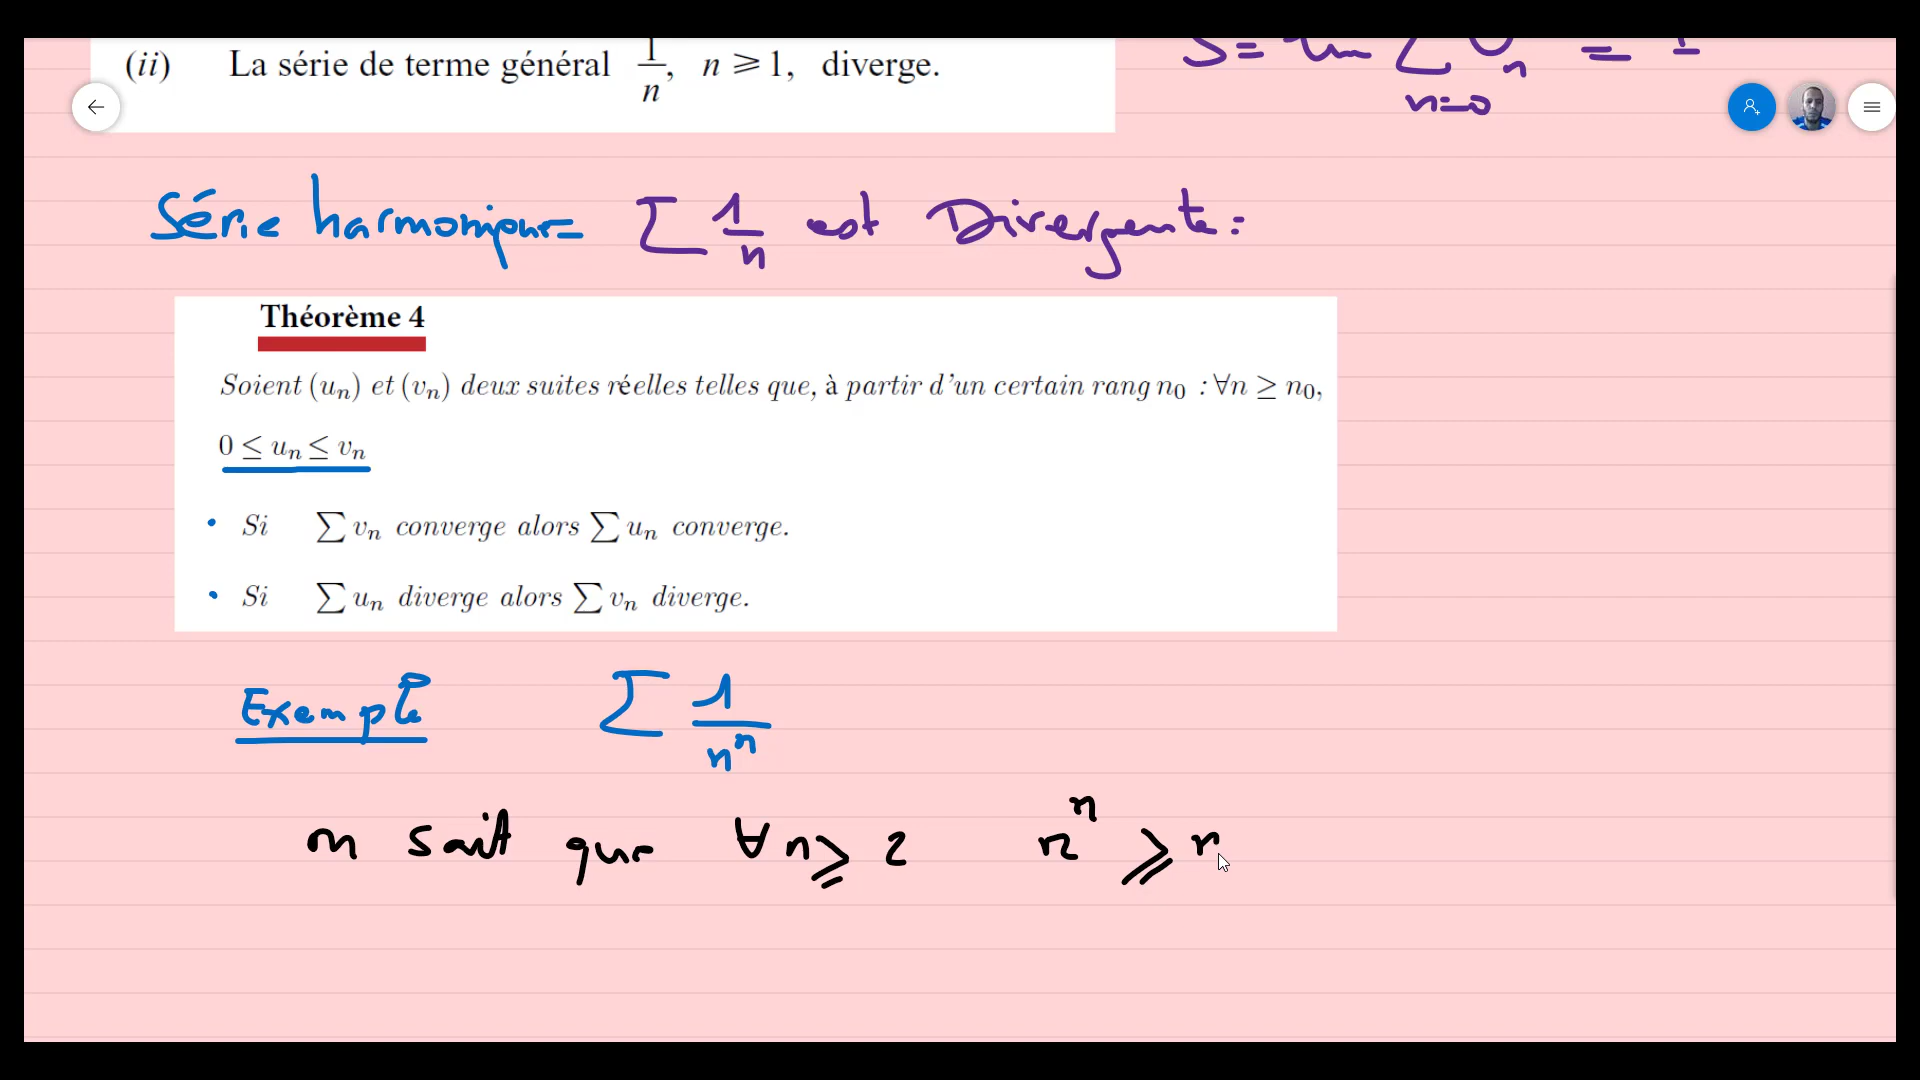 S = lim Σ U_n = 1
n=0
(ii) La série de terme général 1/n, n ⩾ 1, diverge.
Série harmonique Σ 1/n est Divergente:
Théorème 4
Soient (u_n) et (v_n) deux suites réelles telles que, à partir d'un certain rang n_0 : ∀n ≥ n_0,
0 ≤ u_n ≤ v_n
• Si Σ v_n converge alors Σ u_n converge.
• Si Σ u_n diverge alors Σ v_n diverge.
Exemple Σ 1/n^n
on sait que ∀ n ⩾ 2 n^n ⩾ n